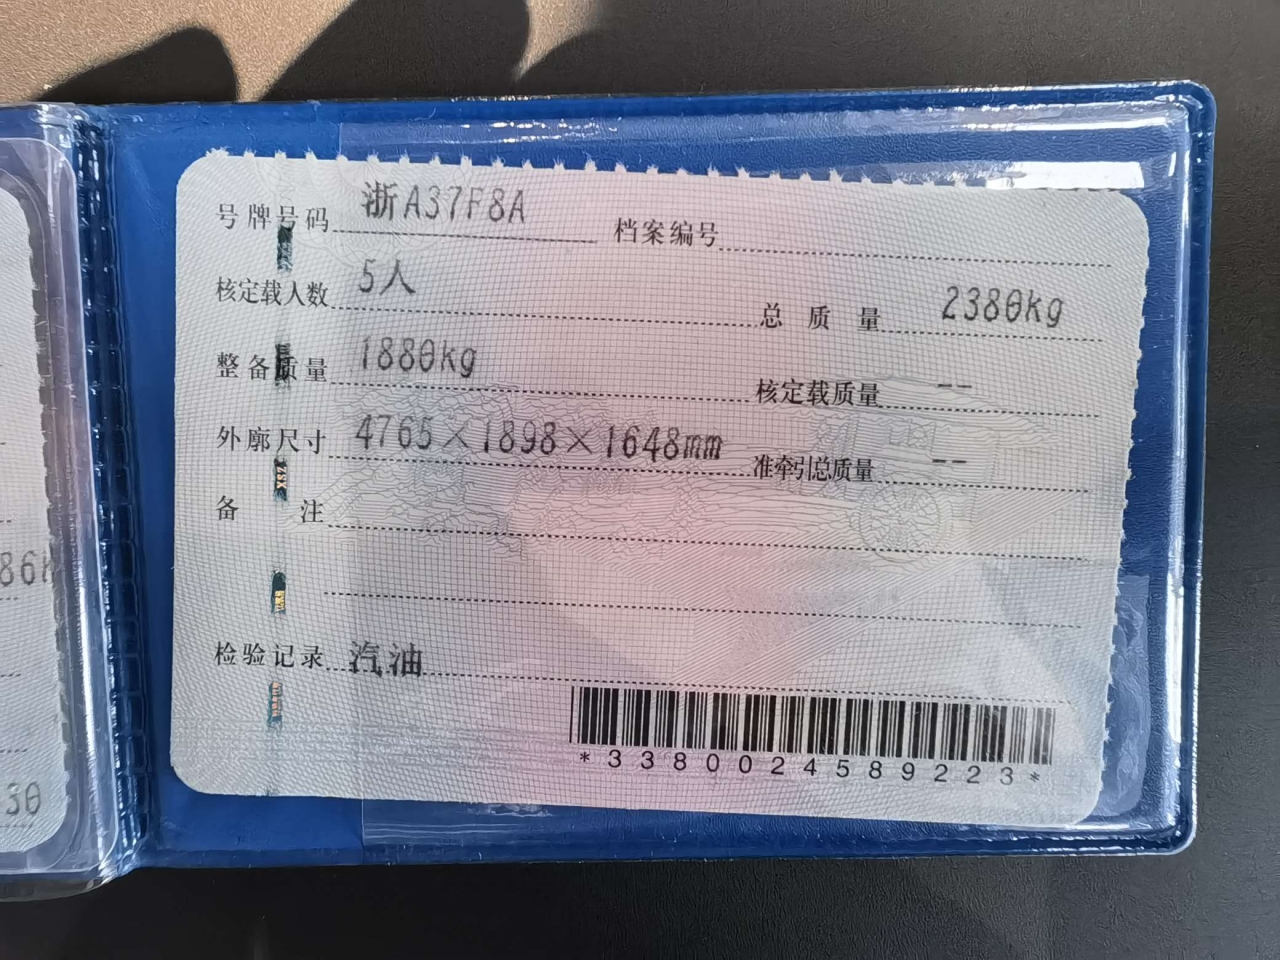 号牌号码 浙A37F8A 档案编号
核定载人数 5人 总质量 2380kg
整备质量 1880kg 核定载质量 --
外廓尺寸 4765×1898×1648mm 准牵引总质量 --
备注
检验记录 汽油
*3380024589223*
86k
30